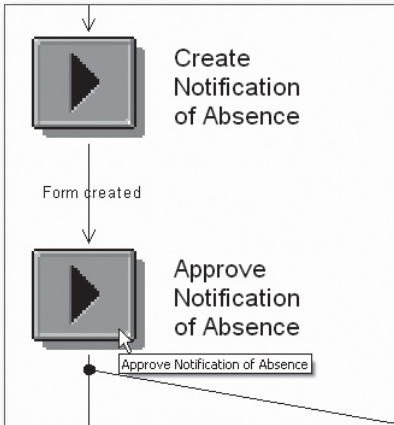 Create
Notification
of Absence
Form created
Approve
Notification
of Absence
Approve Notification of Absence